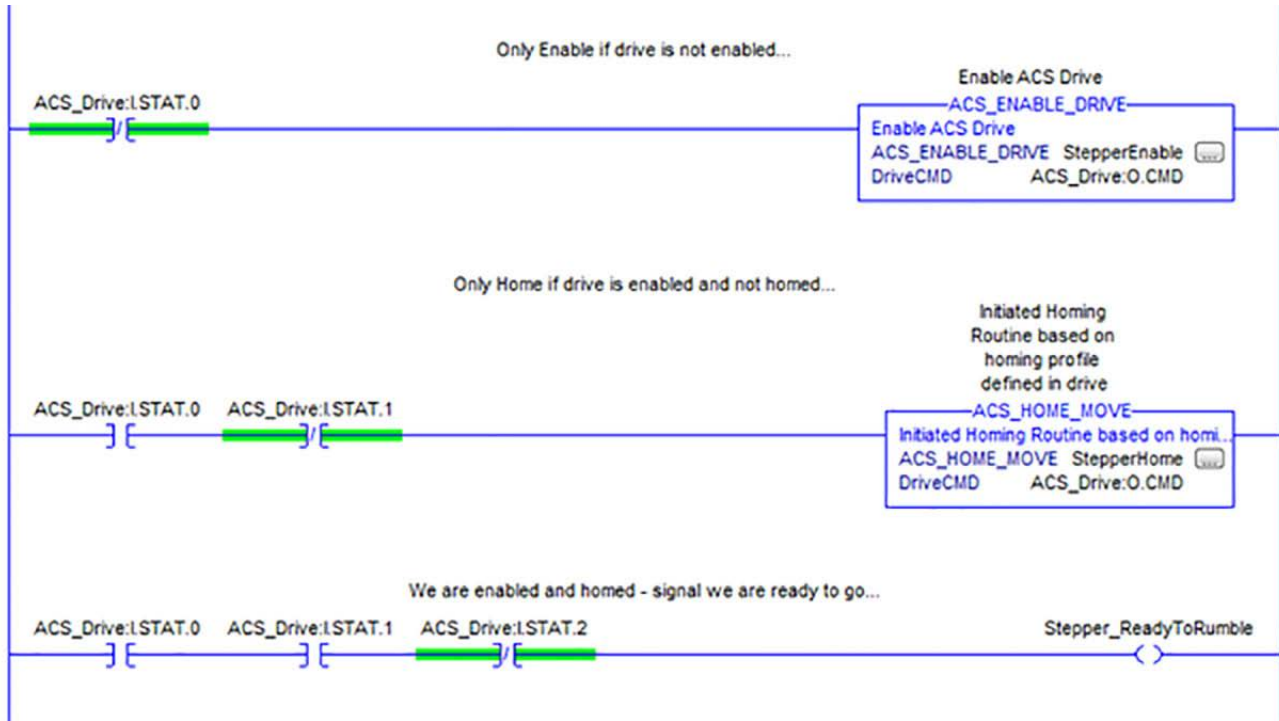 Only Enable if drive is not enabled...
Enable ACS Drive
ACS_Drive:I.STAT.0
ACS_ENABLE_DRIVE
Enable ACS Drive
ACS_ENABLE_DRIVE StepperEnable ...
DriveCMD ACS_Drive:O.CMD
Only Home if drive is enabled and not homed...
Initiated Homing
Routine based on
homing profile
defined in drive
ACS_Drive:I.STAT.0 ACS_Drive:I.STAT.1
ACS_HOME_MOVE
Initiated Homing Routine based on homi...
ACS_HOME_MOVE StepperHome ...
DriveCMD ACS_Drive:O.CMD
We are enabled and homed - signal we are ready to go...
ACS_Drive:I.STAT.0 ACS_Drive:I.STAT.1 ACS_Drive:I.STAT.2 Stepper_ReadyToRumble